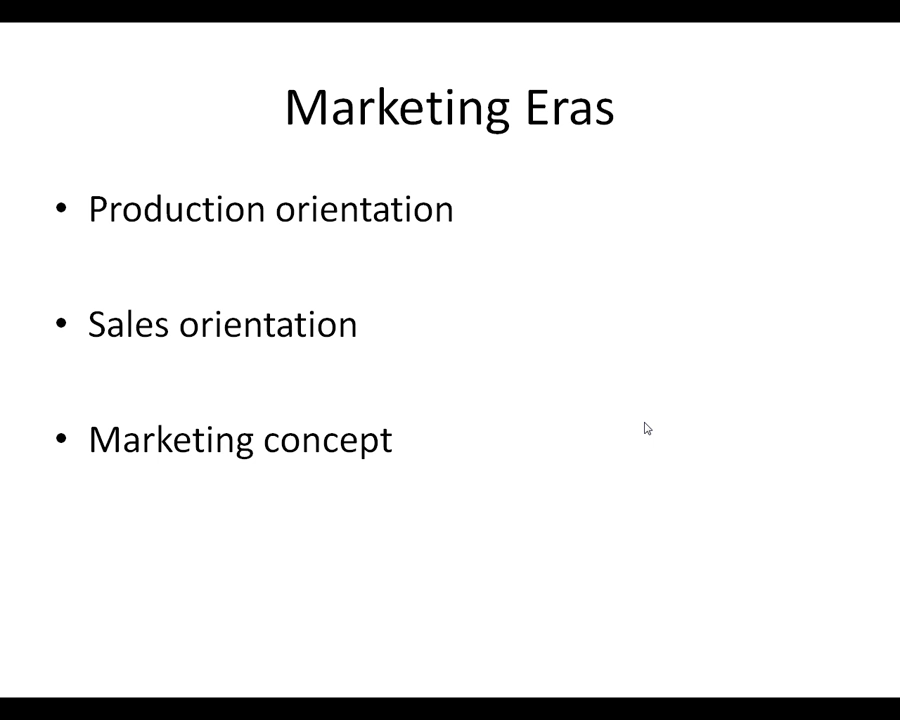 Marketing Eras
• Production orientation
• Sales orientation
• Marketing concept